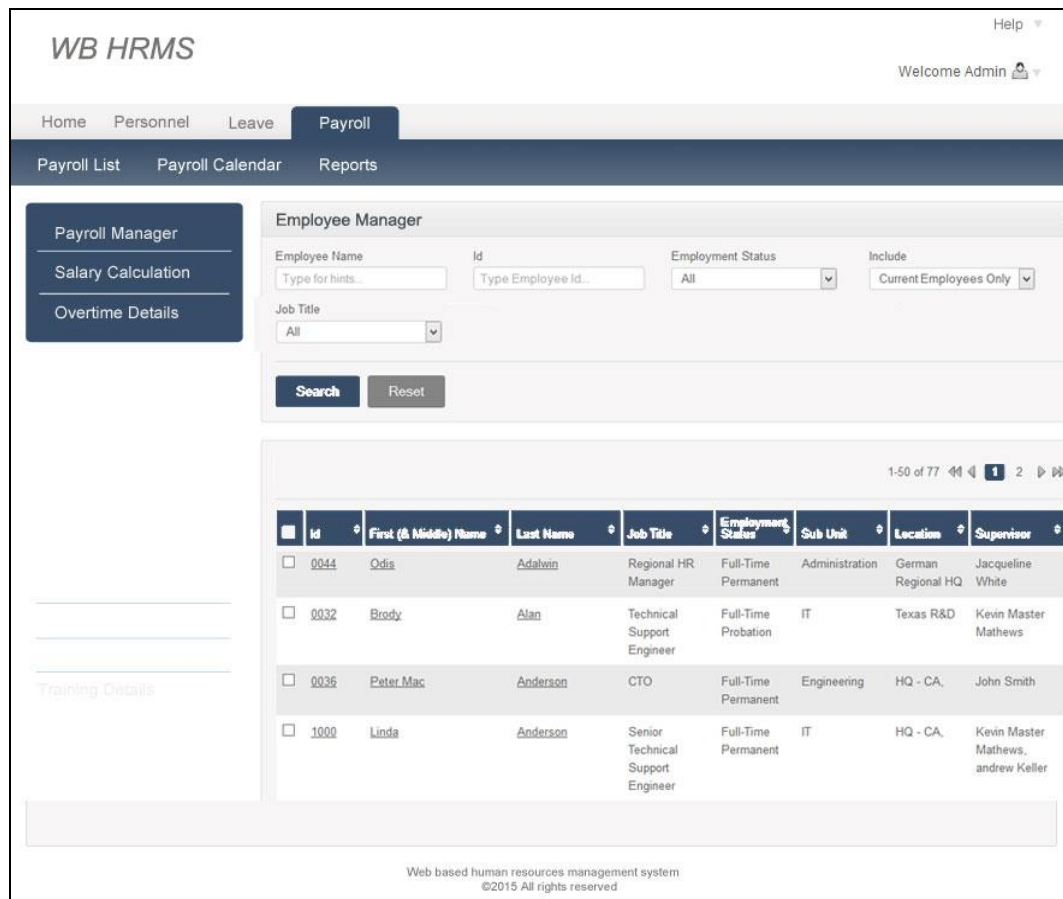 Help
WB HRMS
Welcome Admin
Home Personnel Leave Payroll
Payroll List Payroll Calendar Reports
Payroll Manager
Salary Calculation
Overtime Details
Training Details
Employee Manager
Employee Name Id Employment Status Include
Type for hints... Type Employee Id... All Current Employees Only
Job Title
All
Search Reset
1-50 of 77 1 2
Id First (& Middle) Name Last Name Job Title Employment Status Sub Unit Location Supervisor
0044 Odis Adalwin Regional HR Full-Time Administration German Jacqueline
Manager Permanent Regional HQ White
0032 Brody Alan Technical Full-Time IT Texas R&D Kevin Master
Support Probation Mathews
Engineer
0036 Peter Mac Anderson CTO Full-Time Engineering HQ - CA, John Smith
Permanent
1000 Linda Anderson Senior Full-Time IT HQ - CA, Kevin Master
Technical Permanent Mathews,
Support andrew Keller
Engineer
Web based human resources management system
©2015 All rights reserved